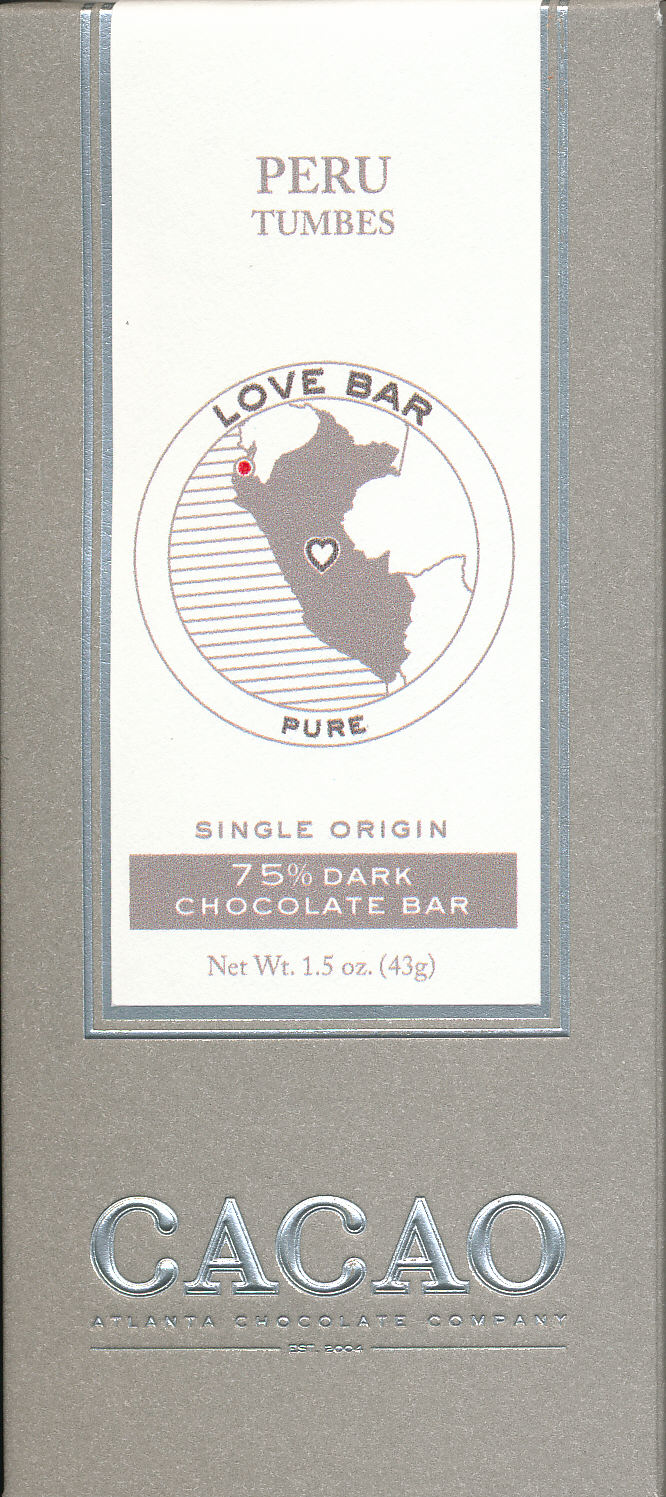 PERU
TUMBES
LOVE BAR
PURE
SINGLE ORIGIN
75% DARK
CHOCOLATE BAR
Net Wt. 1.5 oz. (43g)
CACAO
ATLANTA CHOCOLATE COMPANY
EST. 2004